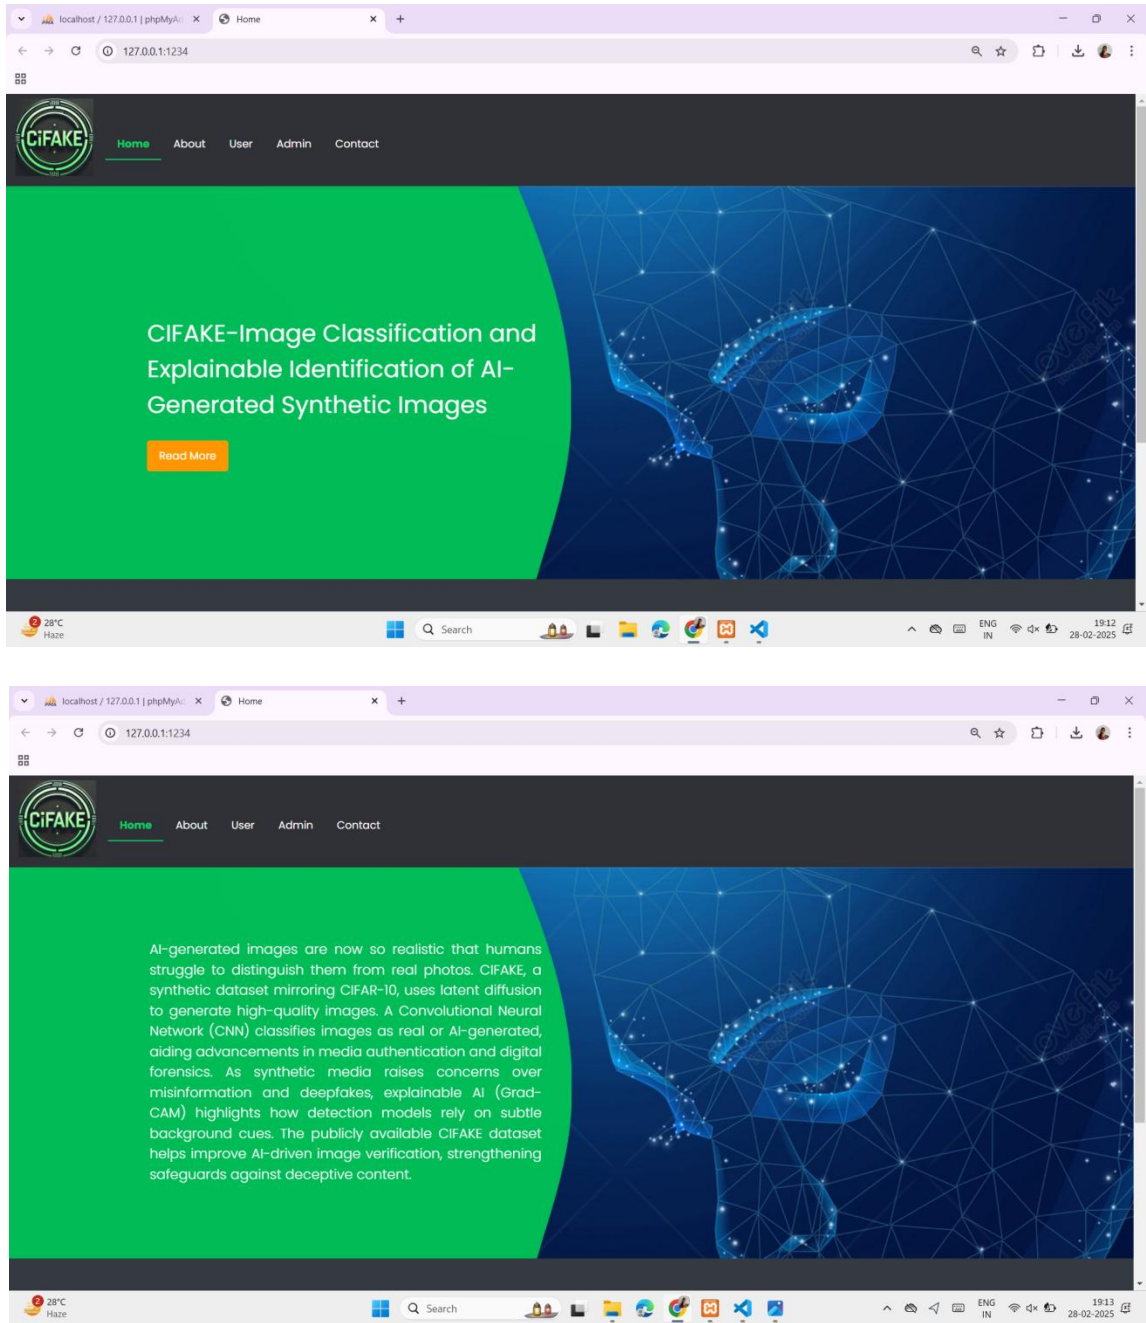 localhost / 127.0.0.1 | phpMyAd
Home
127.0.0.1:1234
CiFAKE
Home About User Admin Contact
CIFAKE-Image Classification and
Explainable Identification of AI-
Generated Synthetic Images
Read More
lovepik
2
28°C
Haze
Search
ENG
IN
19:12
28-02-2025
localhost / 127.0.0.1 | phpMyAd
Home
127.0.0.1:1234
CiFAKE
Home About User Admin Contact
AI-generated images are now so realistic that humans
struggle to distinguish them from real photos. CIFAKE, a
synthetic dataset mirroring CIFAR-10, uses latent diffusion
to generate high-quality images. A Convolutional Neural
Network (CNN) classifies images as real or AI-generated,
aiding advancements in media authentication and digital
forensics. As synthetic media raises concerns over
misinformation and deepfakes, explainable AI (Grad-
CAM) highlights how detection models rely on subtle
background cues. The publicly available CIFAKE dataset
helps improve AI-driven image verification, strengthening
safeguards against deceptive content.
lovepik
2
28°C
Haze
Search
ENG
IN
19:13
28-02-2025